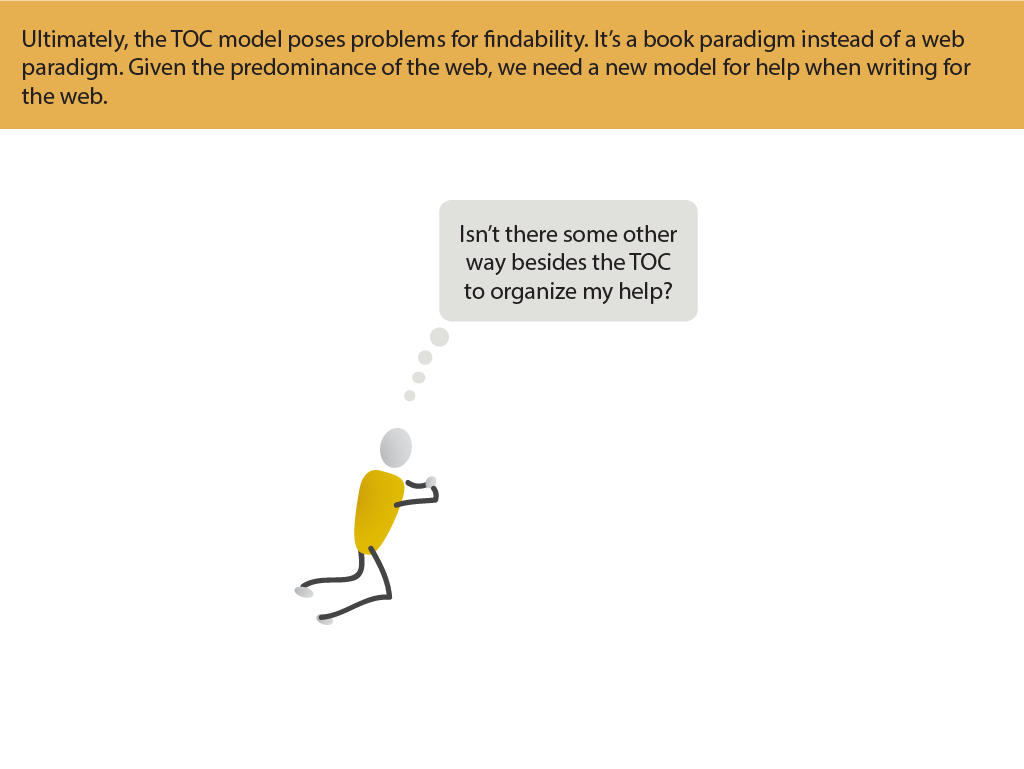 Ultimately, the TOC model poses problems for findability. It’s a book paradigm instead of a web
paradigm. Given the predominance of the web, we need a new model for help when writing for
the web.
Isn’t there some other
way besides the TOC
to organize my help?